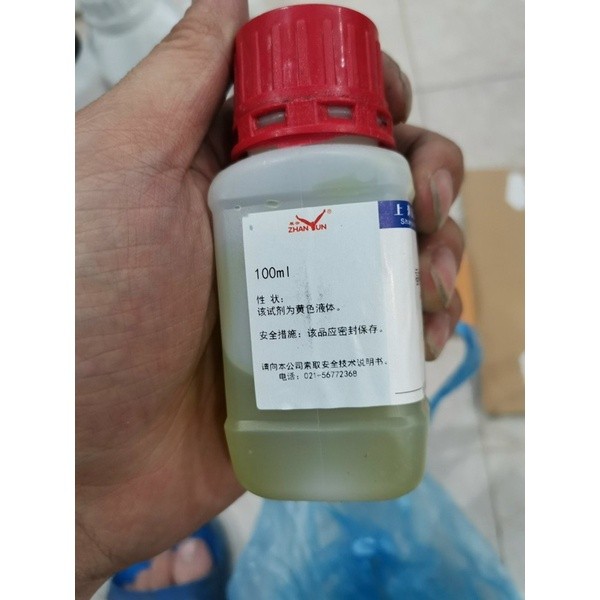 ZHANYUN®
上
Sha
100ml
性 状:
该试剂为黄色液体。
安全措施: 该品应密封保存。
请向本公司索取安全技术说明书。
电话: 021-56772368